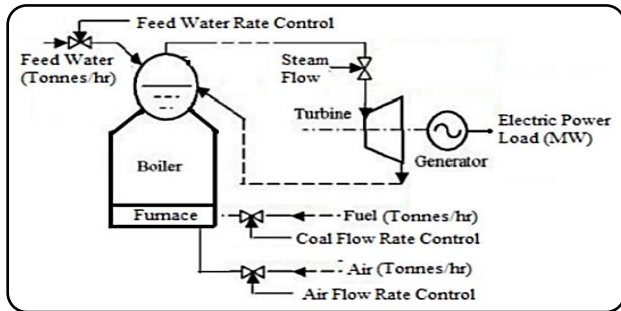 Feed Water Rate Control
Feed Water
(Tonnes/hr)
Steam
Flow
Turbine
Electric Power
Load (MW)
Generator
Boiler
Furnace
Fuel (Tonnes/hr)
Coal Flow Rate Control
Air (Tonnes/hr)
Air Flow Rate Control